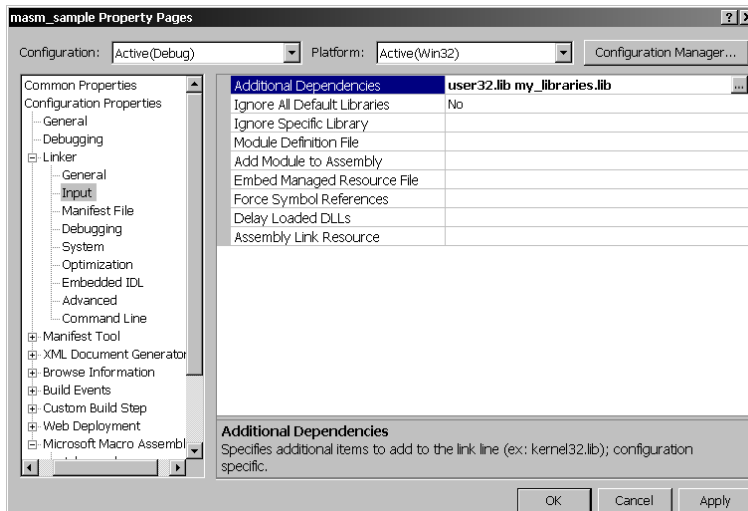 masm_sample Property Pages
Configuration: Active(Debug) Platform: Active(Win32) Configuration Manager...
Common Properties
Configuration Properties
General
Debugging
Linker
General
Input
Manifest File
Debugging
System
Optimization
Embedded IDL
Advanced
Command Line
Manifest Tool
XML Document Generator
Browse Information
Build Events
Custom Build Step
Web Deployment
Microsoft Macro Assembl
Additional Dependencies user32.lib my_libraries.lib ...
Ignore All Default Libraries No
Ignore Specific Library
Module Definition File
Add Module to Assembly
Embed Managed Resource File
Force Symbol References
Delay Loaded DLLs
Assembly Link Resource
Additional Dependencies
Specifies additional items to add to the link line (ex: kernel32.lib); configuration
specific.
OK Cancel Apply